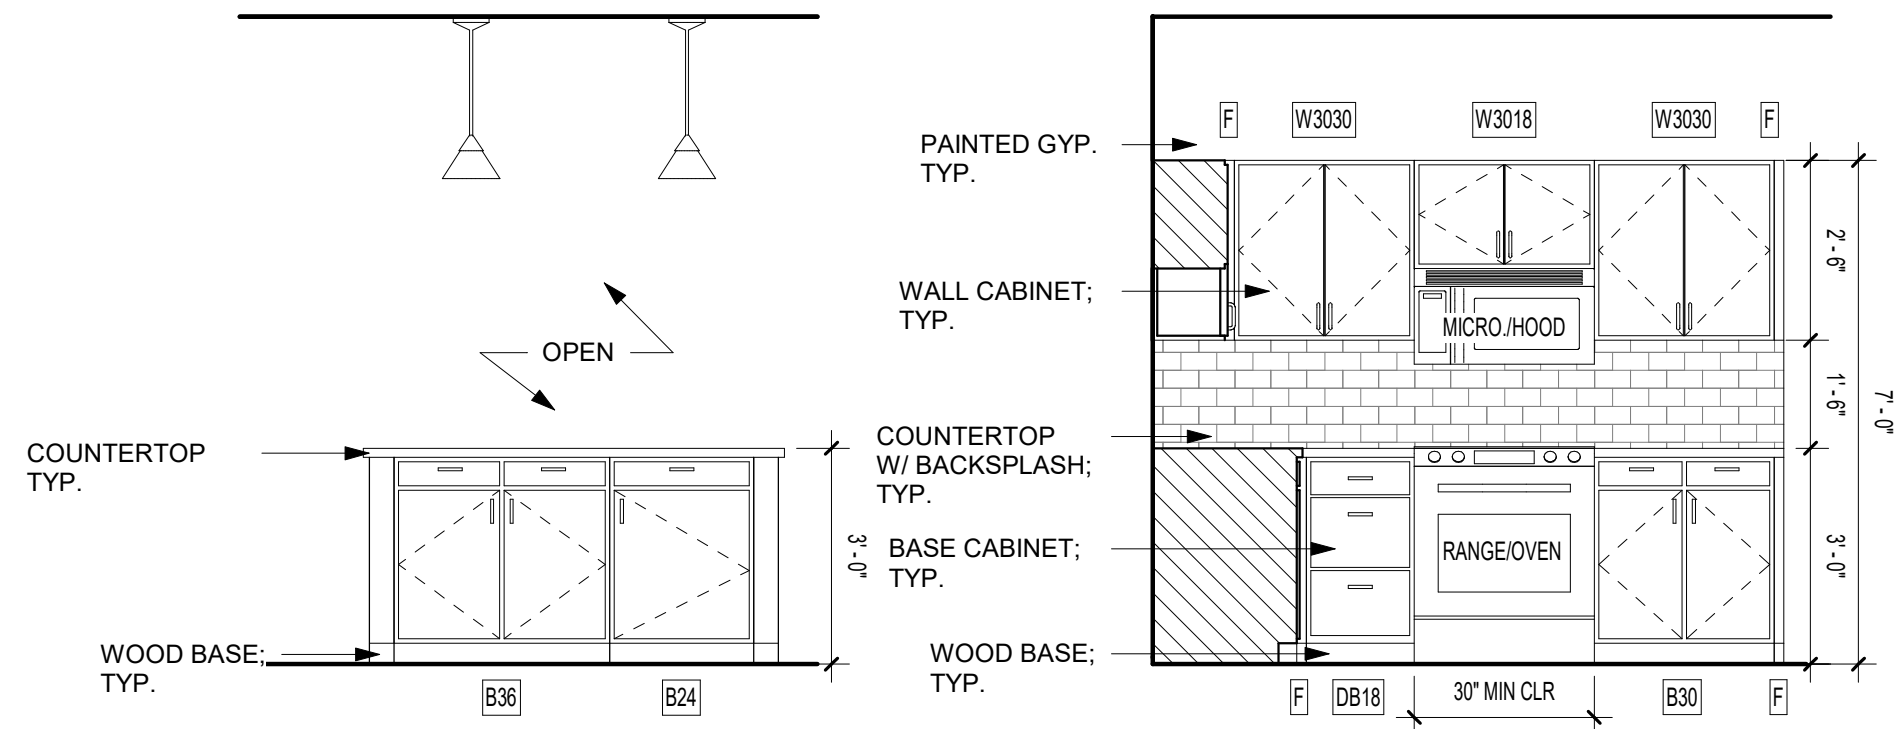 F
W3030
W3018
W3030
F
PAINTED GYP.
TYP.
2' - 6"
WALL CABINET;
TYP.
MICRO./HOOD
OPEN
1' - 6"
7' - 0"
COUNTERTOP
TYP.
COUNTERTOP
W/ BACKSPLASH;
TYP.
3' - 0"
BASE CABINET;
TYP.
RANGE/OVEN
3' - 0"
WOOD BASE;
TYP.
WOOD BASE;
TYP.
B36
B24
F
DB18
30" MIN CLR
B30
F